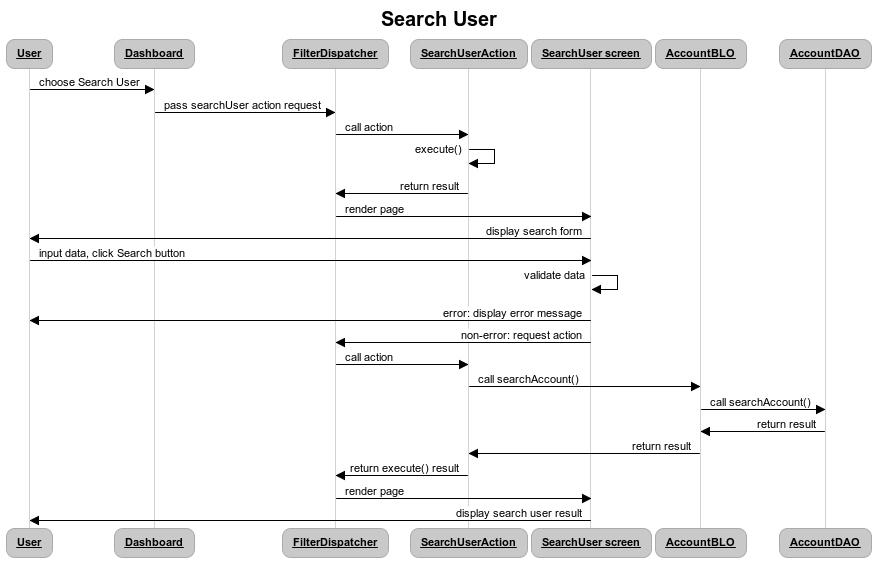 Search User
User Dashboard FilterDispatcher SearchUserAction SearchUser screen AccountBLO AccountDAO
choose Search User
pass searchUser action request
call action
execute()
return result
render page
display search form
input data, click Search button
validate data
error: display error message
non-error: request action
call action
call searchAccount()
call searchAccount()
return result
return result
return execute() result
render page
display search user result
User Dashboard FilterDispatcher SearchUserAction SearchUser screen AccountBLO AccountDAO